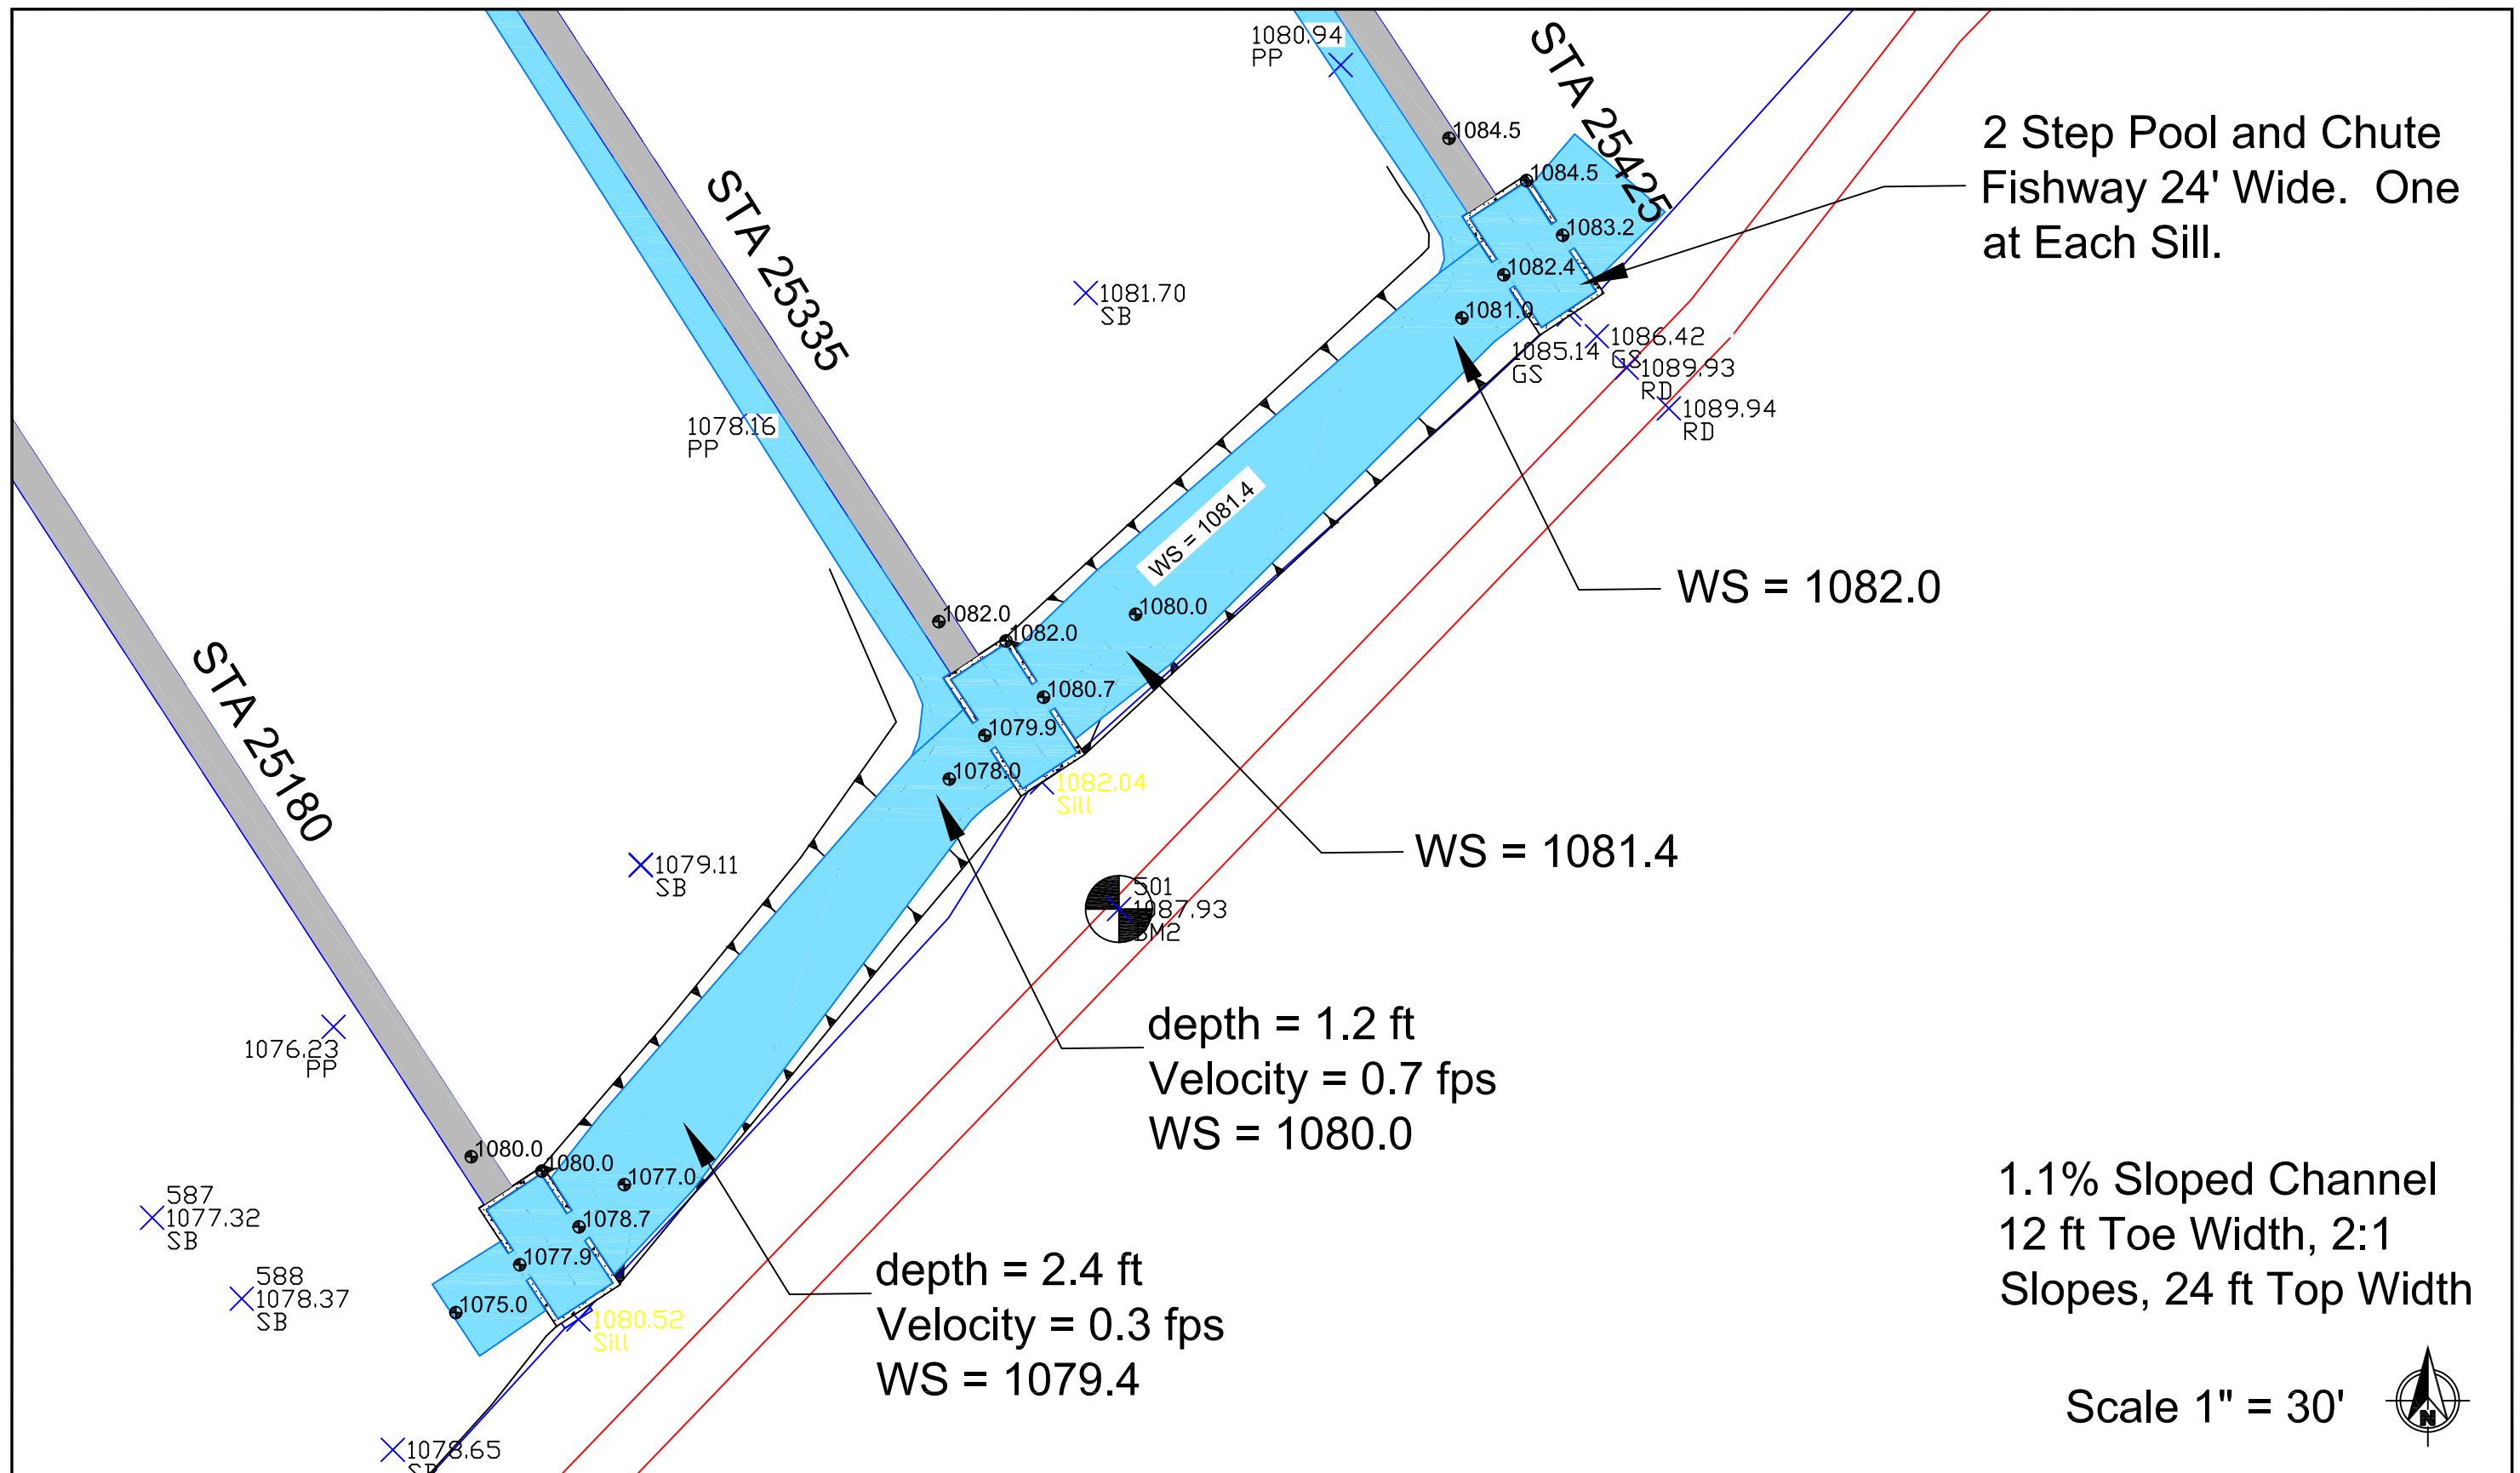 1080.94
PP
STA 25425
1084.5
2 Step Pool and Chute
Fishway 24' Wide.  One
at Each Sill.
1084.5
1083.2
STA 25335
1082.4
1081.70
SB
1081.0
1086.42
GS
1085.14
GS
1089.93
RD
1089.94
RD
1078.16
PP
WS = 1081.4
WS = 1082.0
1082.0
1082.0
1080.0
1080.7
1079.9
1078.0
1082.04
Sill
STA 25180
WS = 1081.4
1079.11
SB
501
1087.93
BM2
depth = 1.2 ft
Velocity = 0.7 fps
WS = 1080.0
1076.23
PP
1080.0
1080.0
1077.0
1078.7
1077.9
1075.0
587
1077.32
SB
588
1078.37
SB
1080.52
Sill
depth = 2.4 ft
Velocity = 0.3 fps
WS = 1079.4
1.1% Sloped Channel
12 ft Toe Width, 2:1
Slopes, 24 ft Top Width
Scale 1" = 30'
N
1078.65
SB